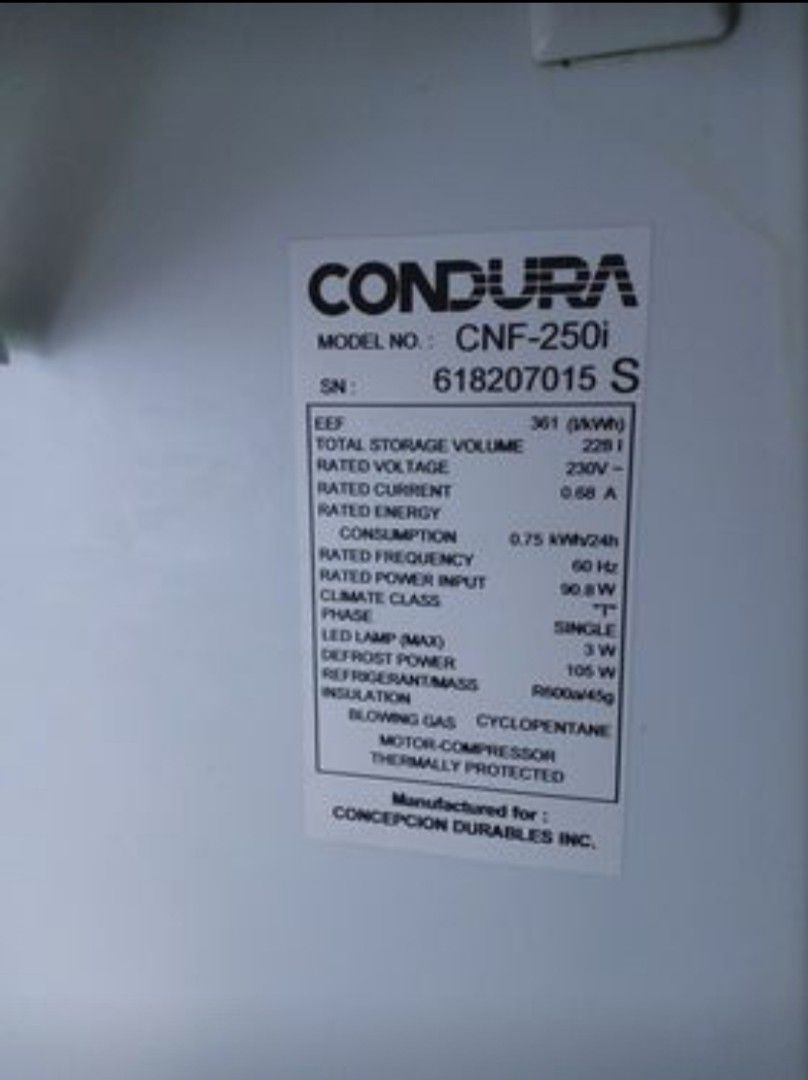 CONDURA
MODEL NO. : CNF-250i
SN : 618207015 S
EEF 361 (l/kWh)
TOTAL STORAGE VOLUME 228 l
RATED VOLTAGE 230V ~
RATED CURRENT 0.68 A
RATED ENERGY
CONSUMPTION 0.75 kWh/24h
RATED FREQUENCY 60 Hz
RATED POWER INPUT 90.8 W
CLIMATE CLASS "T"
PHASE SINGLE
LED LAMP (MAX) 3 W
DEFROST POWER 105 W
REFRIGERANT/MASS R600a/45g
INSULATION
BLOWING GAS CYCLOPENTANE
MOTOR-COMPRESSOR
THERMALLY PROTECTED
Manufactured for :
CONCEPCION DURABLES INC.